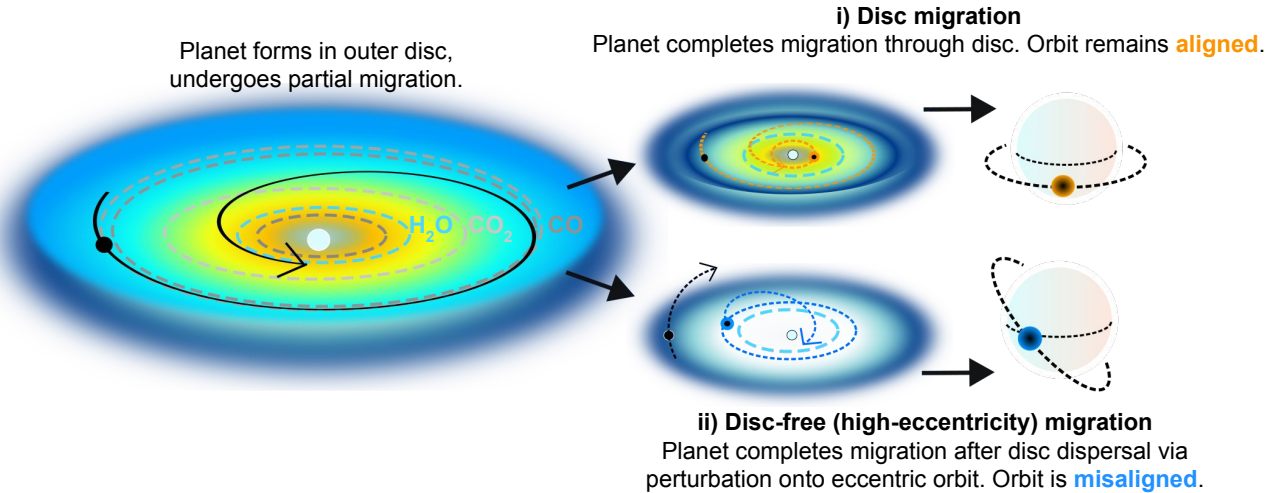 Planet forms in outer disc,
undergoes partial migration.
H₂O
CO₂
CO
i) Disc migration
Planet completes migration through disc. Orbit remains aligned.
ii) Disc-free (high-eccentricity) migration
Planet completes migration after disc dispersal via
perturbation onto eccentric orbit. Orbit is misaligned.